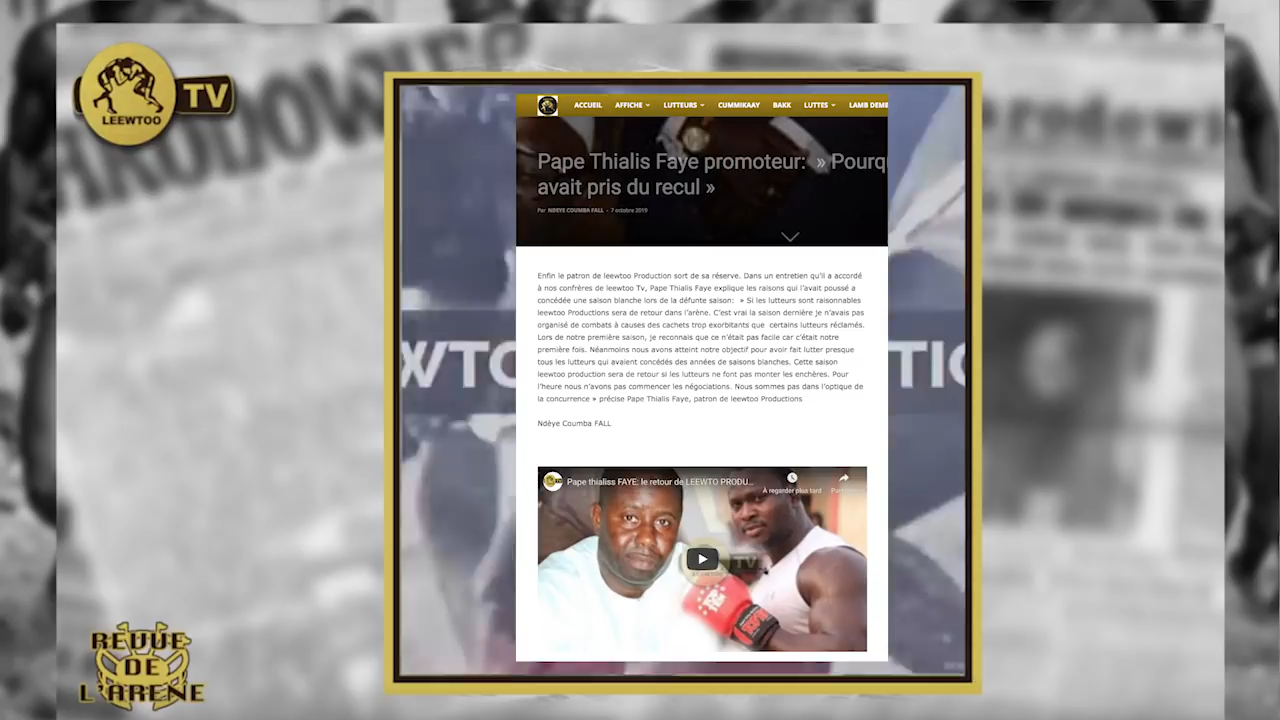 LEEWTOO
TV
ARODOWIES
ACCUEIL AFFICHE LUTTEURS CUMMIKAAY BAKK LUTTES LAMB DEMB
Pape Thialis Faye promoteur:  » Pourq
avait pris du recul »
Par NDEYE COUMBA FALL - 7 octobre 2019
Enfin le patron de leewtoo Production sort de sa réserve. Dans un entretien qu'il a accordé
à nos confrères de leewtoo Tv, Pape Thialis Faye explique les raisons qui l'avait poussé a
concédée une saison blanche lors de la défunte saison:  » Si les lutteurs sont raisonnables
leewtoo Productions sera de retour dans l'arène. C'est vrai la saison dernière je n'avais pas
organisé de combats à causes des cachets trop exorbitants que  certains lutteurs réclamés.
Lors de notre première saison, je reconnais que ce n'était pas facile car c'était notre
première fois. Néanmoins nous avons atteint notre objectif pour avoir fait lutter presque
tous les lutteurs qui avaient concédés des années de saisons blanches. Cette saison
leewtoo production sera de retour si les lutteurs ne font pas monter les enchères. Pour
l'heure nous n'avons pas commencer les négociations. Nous sommes pas dans l'optique de
la concurrence » précise Pape Thialis Faye, patron de leewtoo Productions
Ndèye Coumba FALL
WTO
TIO
Pape thialiss FAYE: le retour de LEEWTO PRODU...
À regarder plus tard
TV
REVUE
DE
L'ARENE